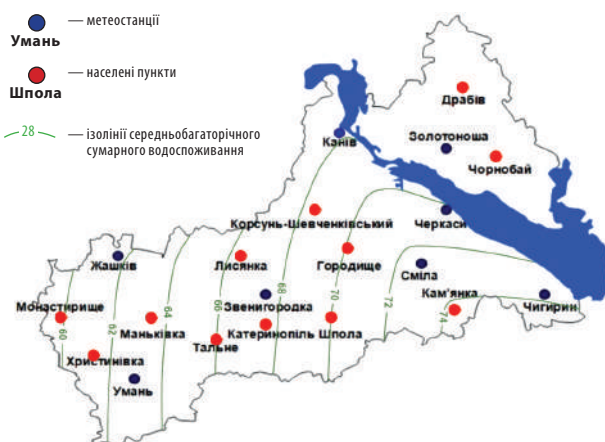 — метеостанції
Умань
— населені пункти
Шпола
28
— ізолінії середньобагаторічного
сумарного водоспоживання
Драбів
Золотоноша
Канів
Чорнобай
Корсунь-Шевченківський
Черкаси
Жашків
Лисянка
Городище
Сміла
Кам'янка
Чигирин
Монастирище
Маньківка
Звенигородка
Катеринопіль
Шпола
Тальне
Христинівка
Умань
60
62
64
66
68
70
72
74